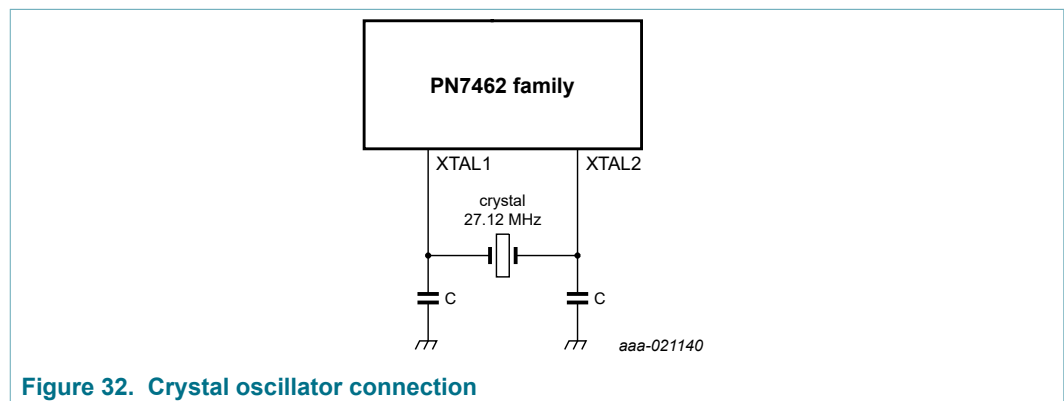 PN7462 family
XTAL1
XTAL2
crystal
27.12 MHz
C
C
aaa-021140
Figure 32. Crystal oscillator connection